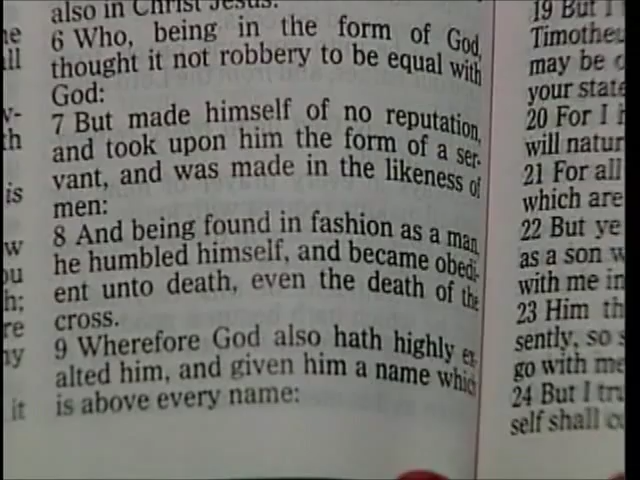 also in Christ Jesus.
6 Who, being in the form of God,
thought it not robbery to be equal with
God:
7 But made himself of no reputation,
and took upon him the form of a ser-
vant, and was made in the likeness of
men:
8 And being found in fashion as a man,
he humbled himself, and became obedi-
ent unto death, even the death of the
cross.
9 Wherefore God also hath highly ex-
alted him, and given him a name which
is above every name:
19 But I
Timotheu
may be
your state
20 For I
will natur
21 For all
which are
22 But ye
as a son w
with me in
23 Him th
sently, so s
go with me
24 But I tru
self shall
is
it